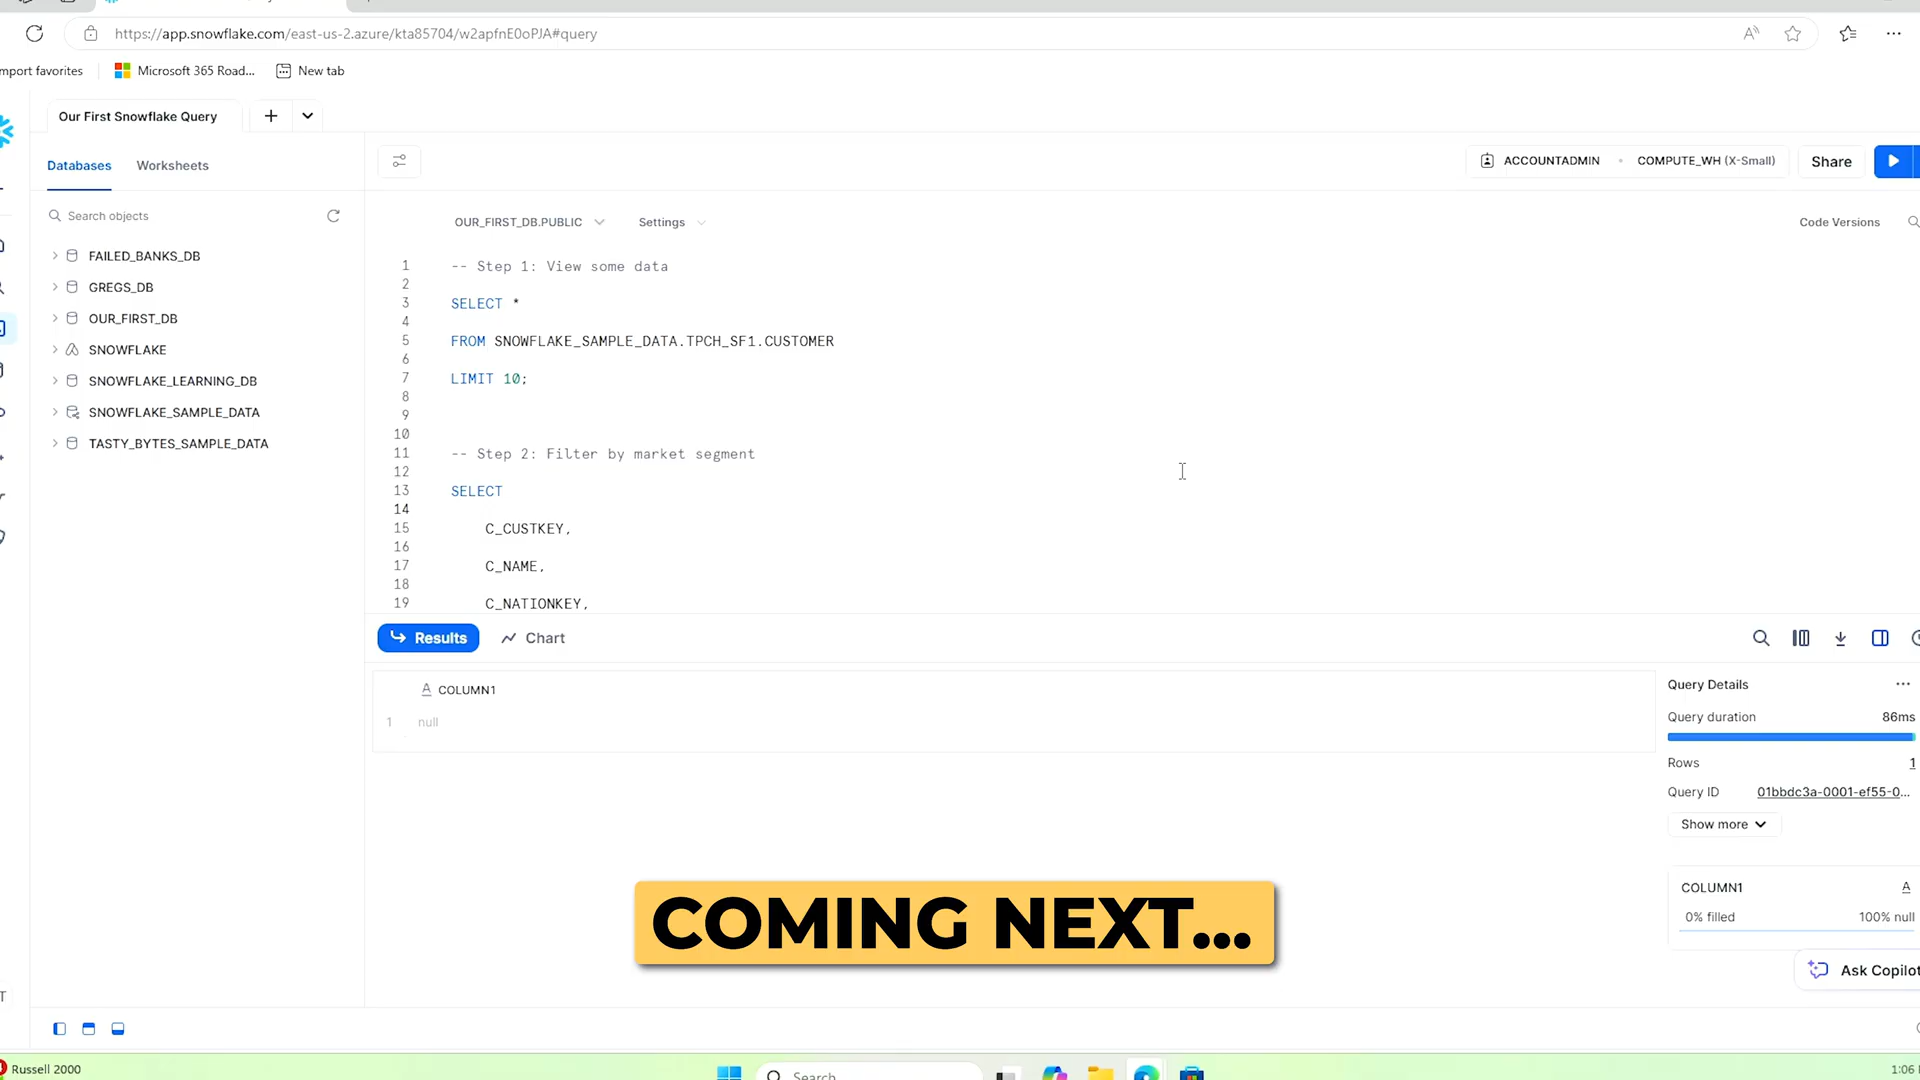 https://app.snowflake.com/east-us-2.azure/kta85704/w2apfnE0oPJA#query
mport favorites
Microsoft 365 Road...
New tab
Our First Snowflake Query
Databases
Worksheets
ACCOUNTADMIN
COMPUTE_WH (X-Small)
Share
Search objects
OUR_FIRST_DB.PUBLIC
Settings
Code Versions
FAILED_BANKS_DB
GREGS_DB
OUR_FIRST_DB
SNOWFLAKE
SNOWFLAKE_LEARNING_DB
SNOWFLAKE_SAMPLE_DATA
TASTY_BYTES_SAMPLE_DATA
1 -- Step 1: View some data
2
3 SELECT *
4
5 FROM SNOWFLAKE_SAMPLE_DATA.TPCH_SF1.CUSTOMER
6
7 LIMIT 10;
8
9
10
11 -- Step 2: Filter by market segment
12
13 SELECT
14
15 C_CUSTKEY,
16
17 C_NAME,
18
19 C_NATIONKEY,
Results
Chart
COLUMN1
1 null
Query Details
Query duration 86ms
Rows 1
Query ID 01bbdc3a-0001-ef55-0...
Show more
COLUMN1
0% filled 100% null
Ask Copilot
COMING NEXT...
Russell 2000
Search
1:06